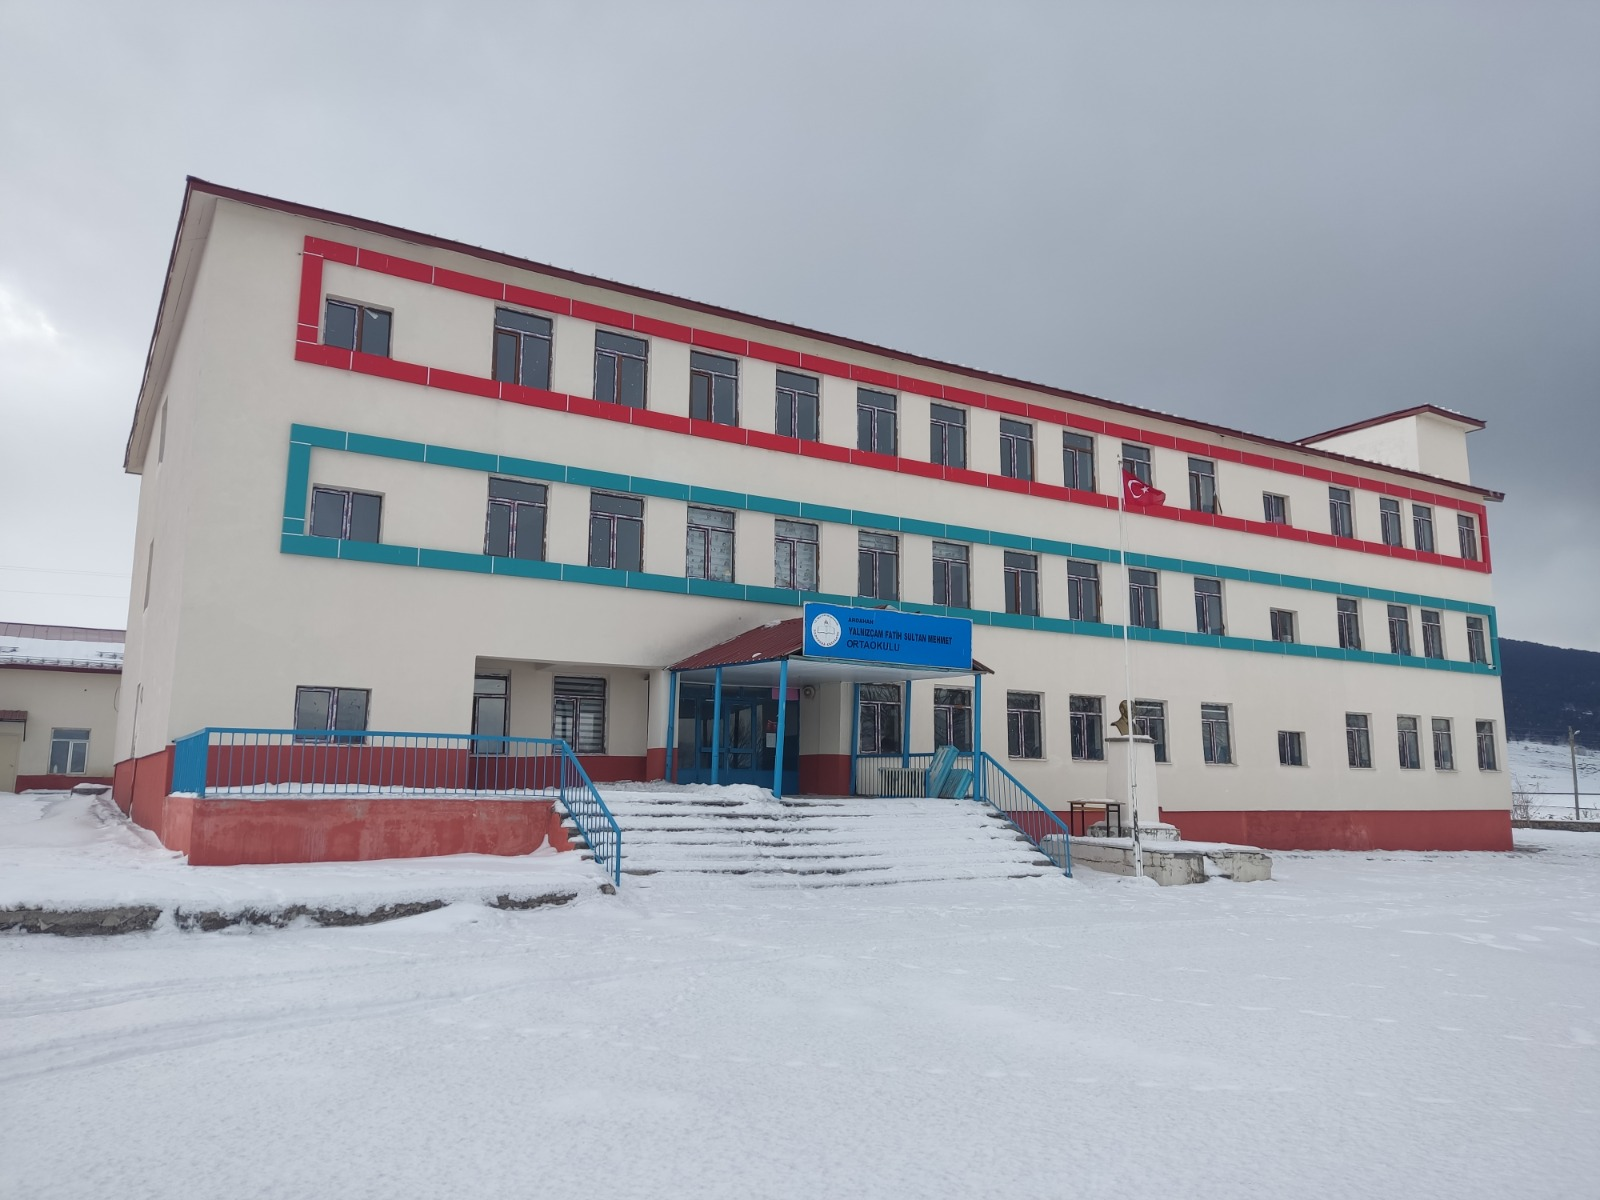 ARDAHAN
YALNIZÇAM FATİH SULTAN MEHMET
ORTAOKULU